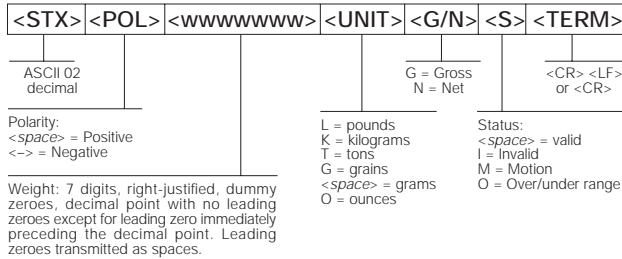 <STX> <POL> <wwwwwww> <UNIT> <G/N> <S> <TERM>
ASCII 02
decimal
G = Gross
N = Net
<CR> <LF>
or <CR>
Polarity:
<space> = Positive
<–> = Negative
L = pounds
K = kilograms
T = tons
G = grains
<space> = grams
O = ounces
Status:
<space> = valid
I = Invalid
M = Motion
O = Over/under range
Weight: 7 digits, right-justified, dummy
zeroes, decimal point with no leading
zeroes except for leading zero immediately
preceding the decimal point. Leading
zeroes transmitted as spaces.